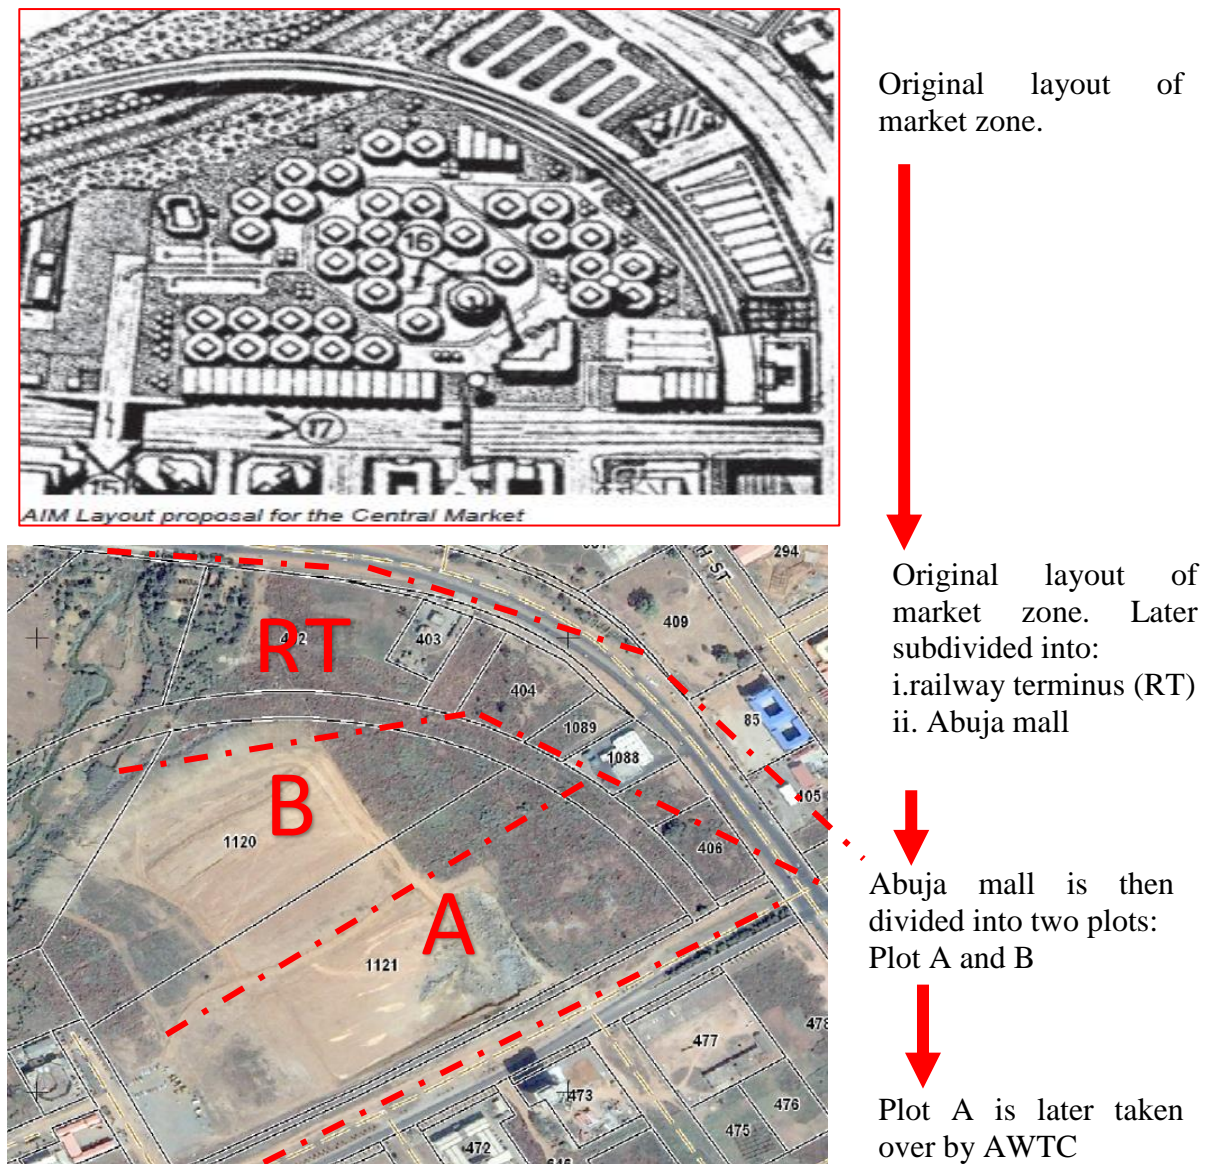 Original layout of
market zone.
16
17
15
AIM Layout proposal for the Central Market
Original layout of
market zone. Later
subdivided into:
i.railway terminus (RT)
ii. Abuja mall
H ST
294
409
RT
403
404
1089
85
1088
405
B
1120
406
Abuja mall is then
divided into two plots:
Plot A and B
A
1121
477
478
473
476
475
472
Plot A is later taken
over by AWTC